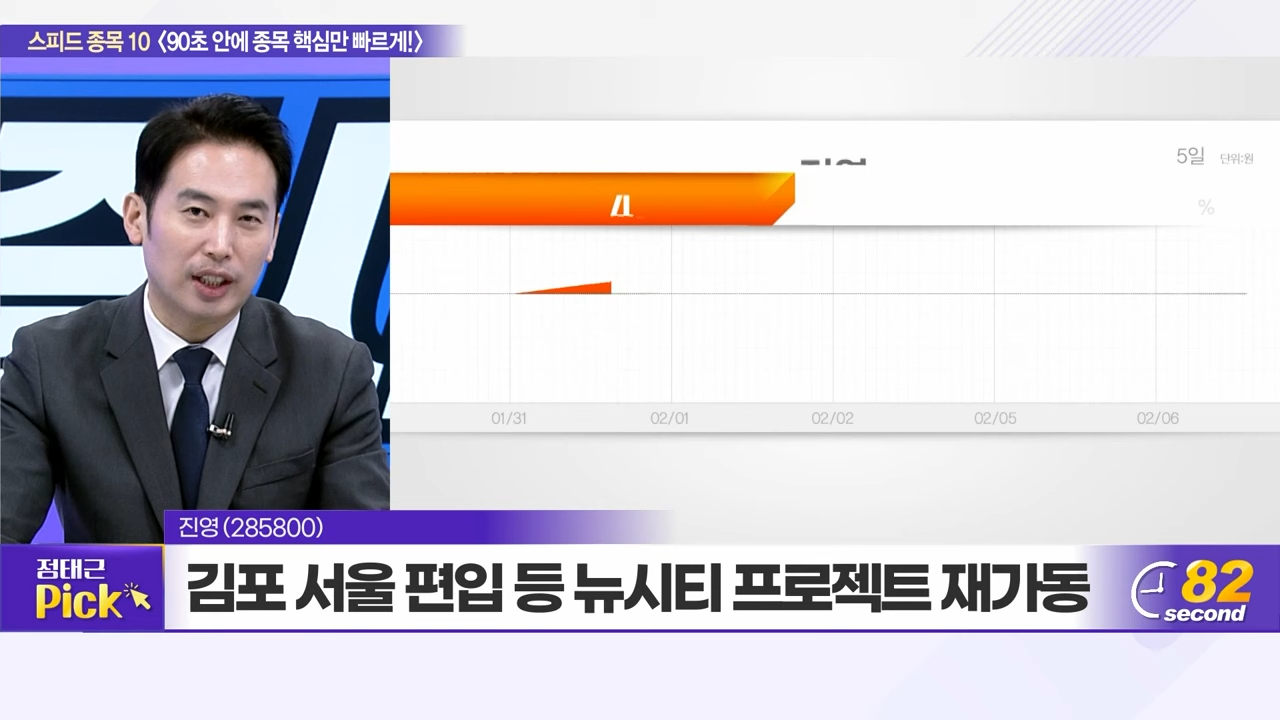 스피드 종목 10 <90초 안에 종목 핵심만 빠르게!>
5일 단위:원
%
01/31 02/01 02/02 02/05 02/06
진영(285800)
정태근
Pick
김포 서울 편입 등 뉴시티 프로젝트 재가동
82
second